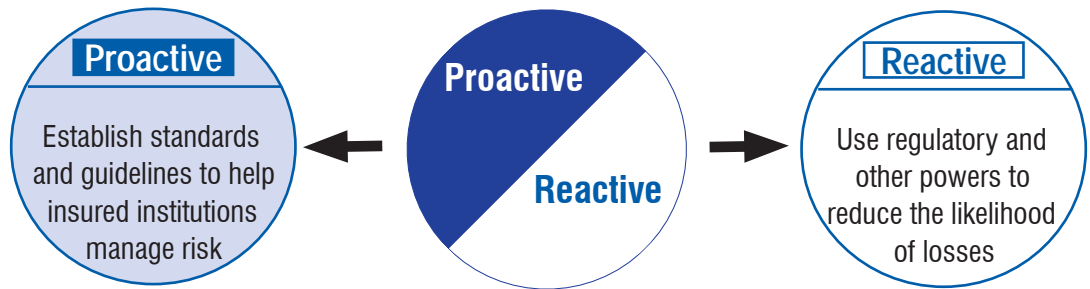 Proactive
Establish standards
and guidelines to help
insured institutions
manage risk
Proactive
Reactive
Reactive
Use regulatory and
other powers to
reduce the likelihood
of losses